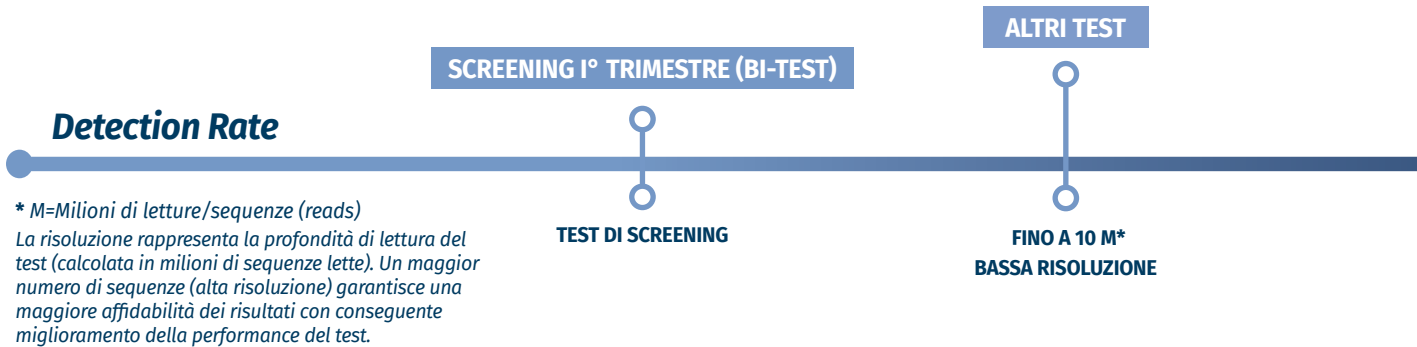 ALTRI TEST
SCREENING I° TRIMESTRE (BI-TEST)
Detection Rate
* M=Milioni di letture/sequenze (reads)
La risoluzione rappresenta la profondità di lettura del
test (calcolata in milioni di sequenze lette). Un maggior
numero di sequenze (alta risoluzione) garantisce una
maggiore affidabilità dei risultati con conseguente
miglioramento della performance del test.
TEST DI SCREENING
FINO A 10 M*
BASSA RISOLUZIONE